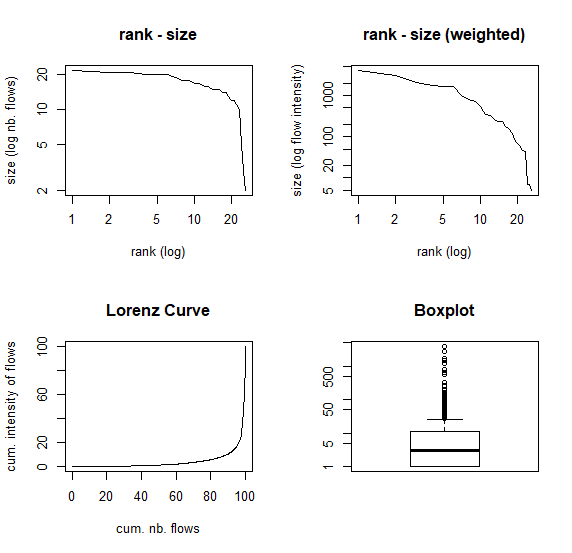 rank - size
size (log nb. flows)
20
10
5
2
1 2 5 10 20
rank (log)
rank - size (weighted)
size (log flow intensity)
1000
100
20
5
1 2 5 10 20
rank (log)
Lorenz Curve
cum. intensity of flows
100
60
20
0
0 20 40 60 80 100
cum. nb. flows
Boxplot
500
50
5
1